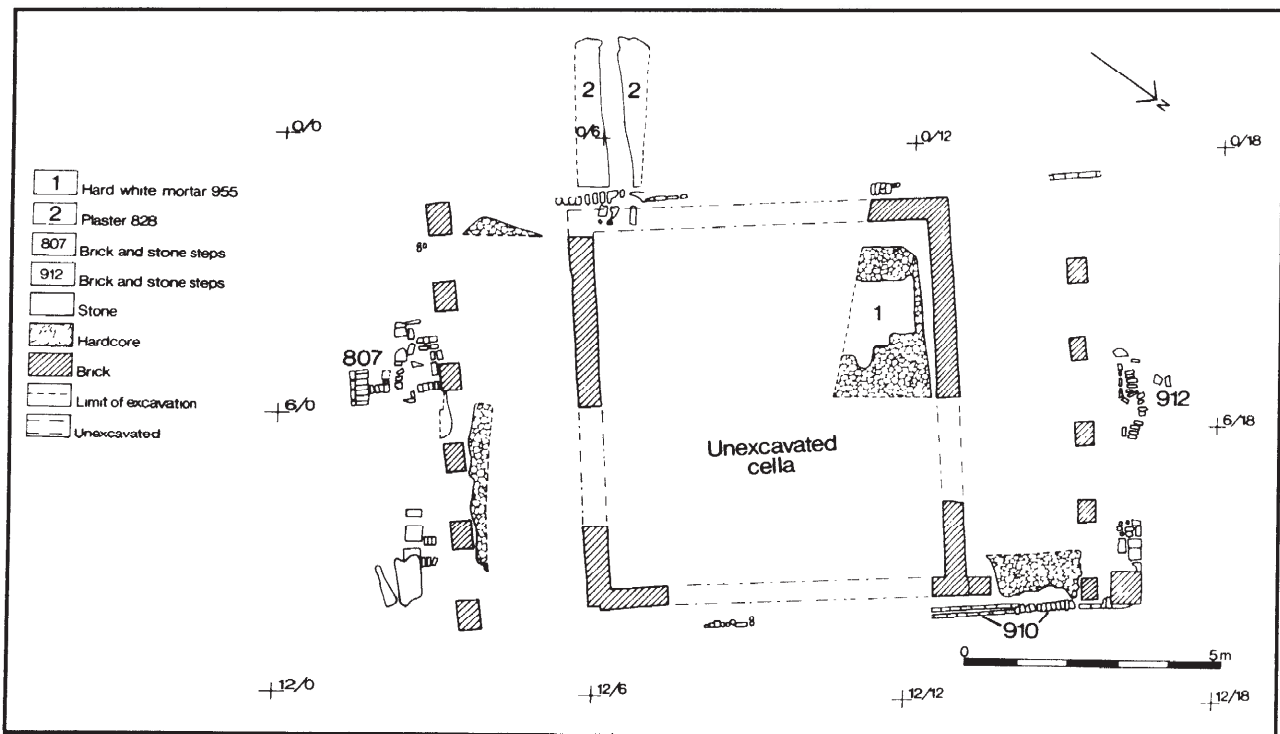 2 2
N
0/0 0/6 0/12 0/18
1 Hard white mortar 955
2 Plaster 828
807 Brick and stone steps
912 Brick and stone steps
Stone
Hardcore
Brick
Limit of excavation
Unexcavated
1
807
912
6/0 6/18
Unexcavated
cella
910
0 5m
12/0 12/6 12/12 12/18